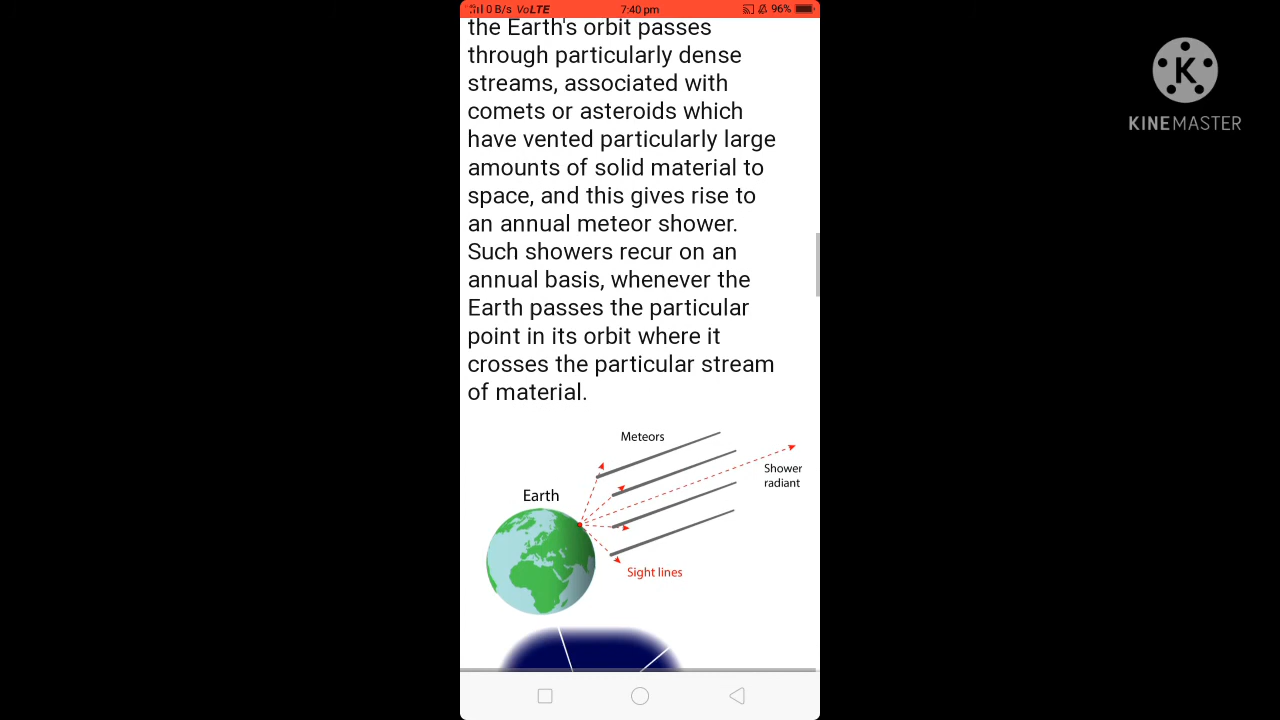 0 B/s VoLTE 7:40 pm 96%
the Earth's orbit passes
through particularly dense
streams, associated with
comets or asteroids which
have vented particularly large
amounts of solid material to
space, and this gives rise to
an annual meteor shower.
Such showers recur on an
annual basis, whenever the
Earth passes the particular
point in its orbit where it
crosses the particular stream
of material.
Meteors
Shower
radiant
Earth
Sight lines
K
KINEMASTER